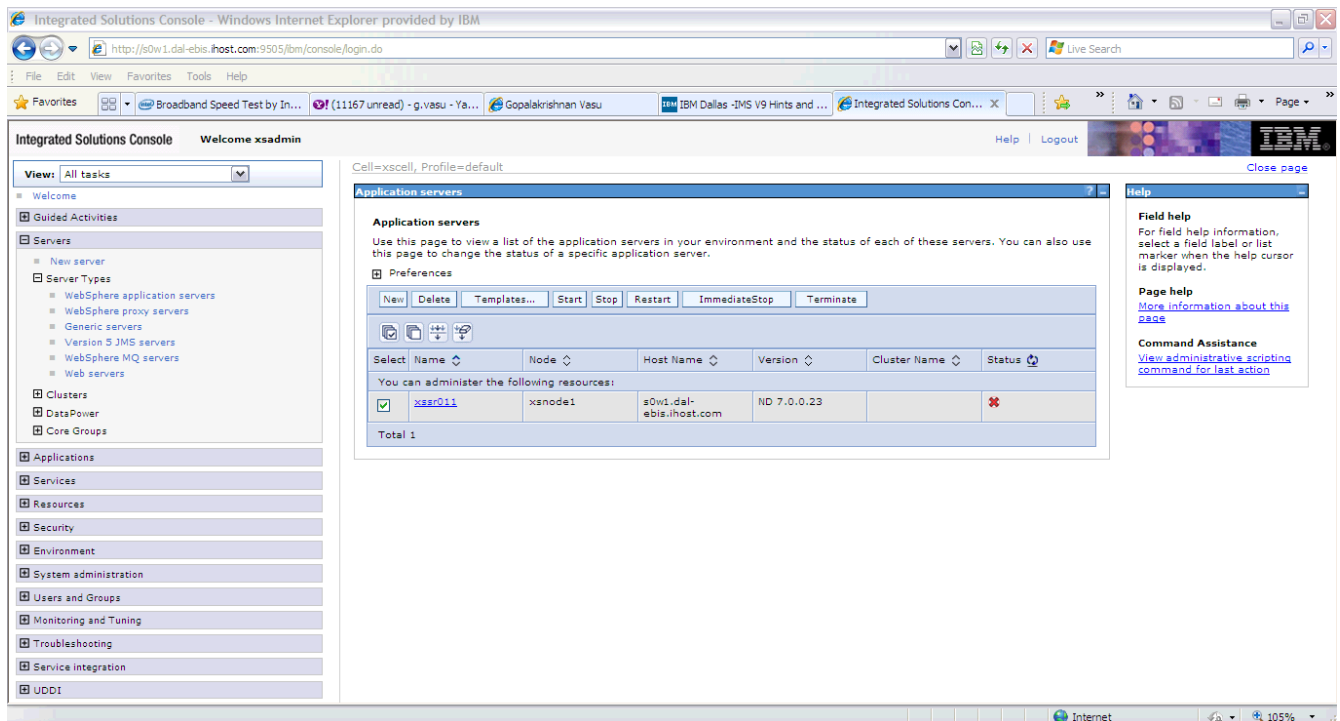 Integrated Solutions Console - Windows Internet Explorer provided by IBM
http://s0w1.dal-ebis.ihost.com:9505/ibm/console/login.do
Live Search
File Edit View Favorites Tools Help
Favorites
Broadband Speed Test by In...
(11167 unread) - g.vasu - Ya...
Gopalakrishnan Vasu
IBM Dallas -IMS V9 Hints and ...
Integrated Solutions Con... X
»
Page
»
Integrated Solutions Console Welcome xsadmin
Help | Logout
IBM
View: All tasks
Welcome
Guided Activities
Servers
New server
Server Types
WebSphere application servers
WebSphere proxy servers
Generic servers
Version 5 JMS servers
WebSphere MQ servers
Web servers
Clusters
DataPower
Core Groups
Applications
Services
Resources
Security
Environment
System administration
Users and Groups
Monitoring and Tuning
Troubleshooting
Service integration
UDDI
Cell=xscell, Profile=default
Close page
Application servers
? -
Application servers
Use this page to view a list of the application servers in your environment and the status of each of these servers. You can also use
this page to change the status of a specific application server.
Preferences
New Delete Templates... Start Stop Restart ImmediateStop Terminate
Select Name Node Host Name Version Cluster Name Status
You can administer the following resources:
xssr011 xsnode1 s0w1.dal-
ebis.ihost.com ND 7.0.0.23
Total 1
Help
Field help
For field help information,
select a field label or list
marker when the help cursor
is displayed.
Page help
More information about this
page
Command Assistance
View administrative scripting
command for last action
Internet
105%